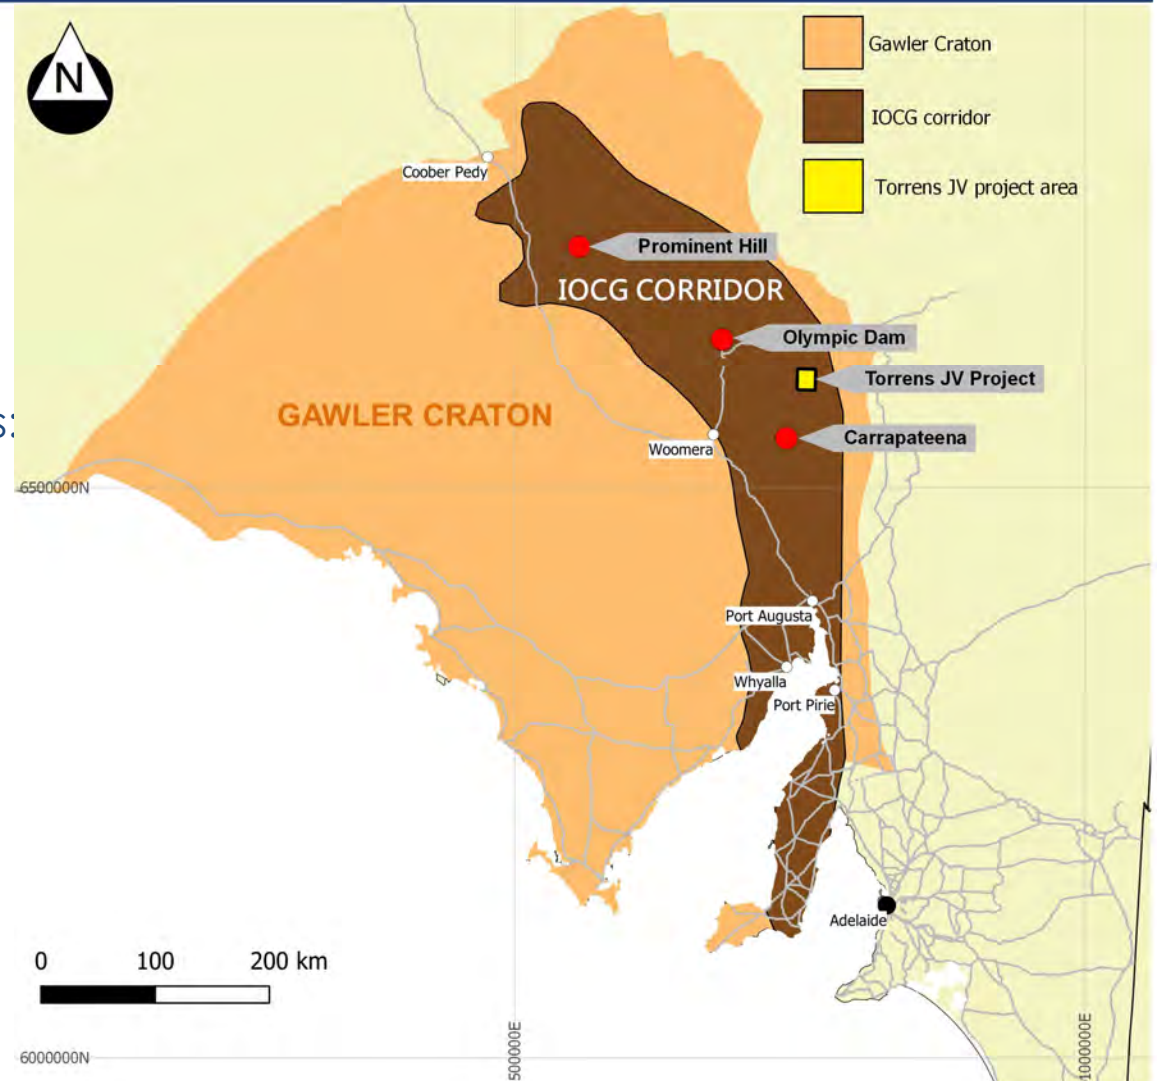 N
Gawler Craton
IOCG corridor
Torrens JV project area
Coober Pedy
Prominent Hill
IOCG CORRIDOR
Olympic Dam
Torrens JV Project
s:
GAWLER CRATON
Carrapateena
Woomera
6500000N
Port Augusta
Whyalla
Port Pirie
Adelaide
0 100 200 km
500000E
1000000E
6000000N